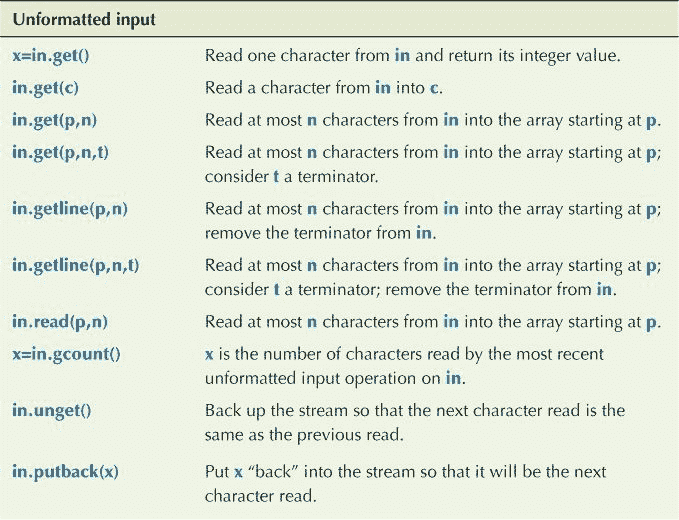 Unformatted input
x=in.get() Read one character from in and return its integer value.
in.get(c) Read a character from in into c.
in.get(p,n) Read at most n characters from in into the array starting at p.
in.get(p,n,t) Read at most n characters from in into the array starting at p;
consider t a terminator.
in.getline(p,n) Read at most n characters from in into the array starting at p;
remove the terminator from in.
in.getline(p,n,t) Read at most n characters from in into the array starting at p;
consider t a terminator; remove the terminator from in.
in.read(p,n) Read at most n characters from in into the array starting at p.
x=in.gcount() x is the number of characters read by the most recent
unformatted input operation on in.
in.unget() Back up the stream so that the next character read is the
same as the previous read.
in.putback(x) Put x “back” into the stream so that it will be the next
character read.